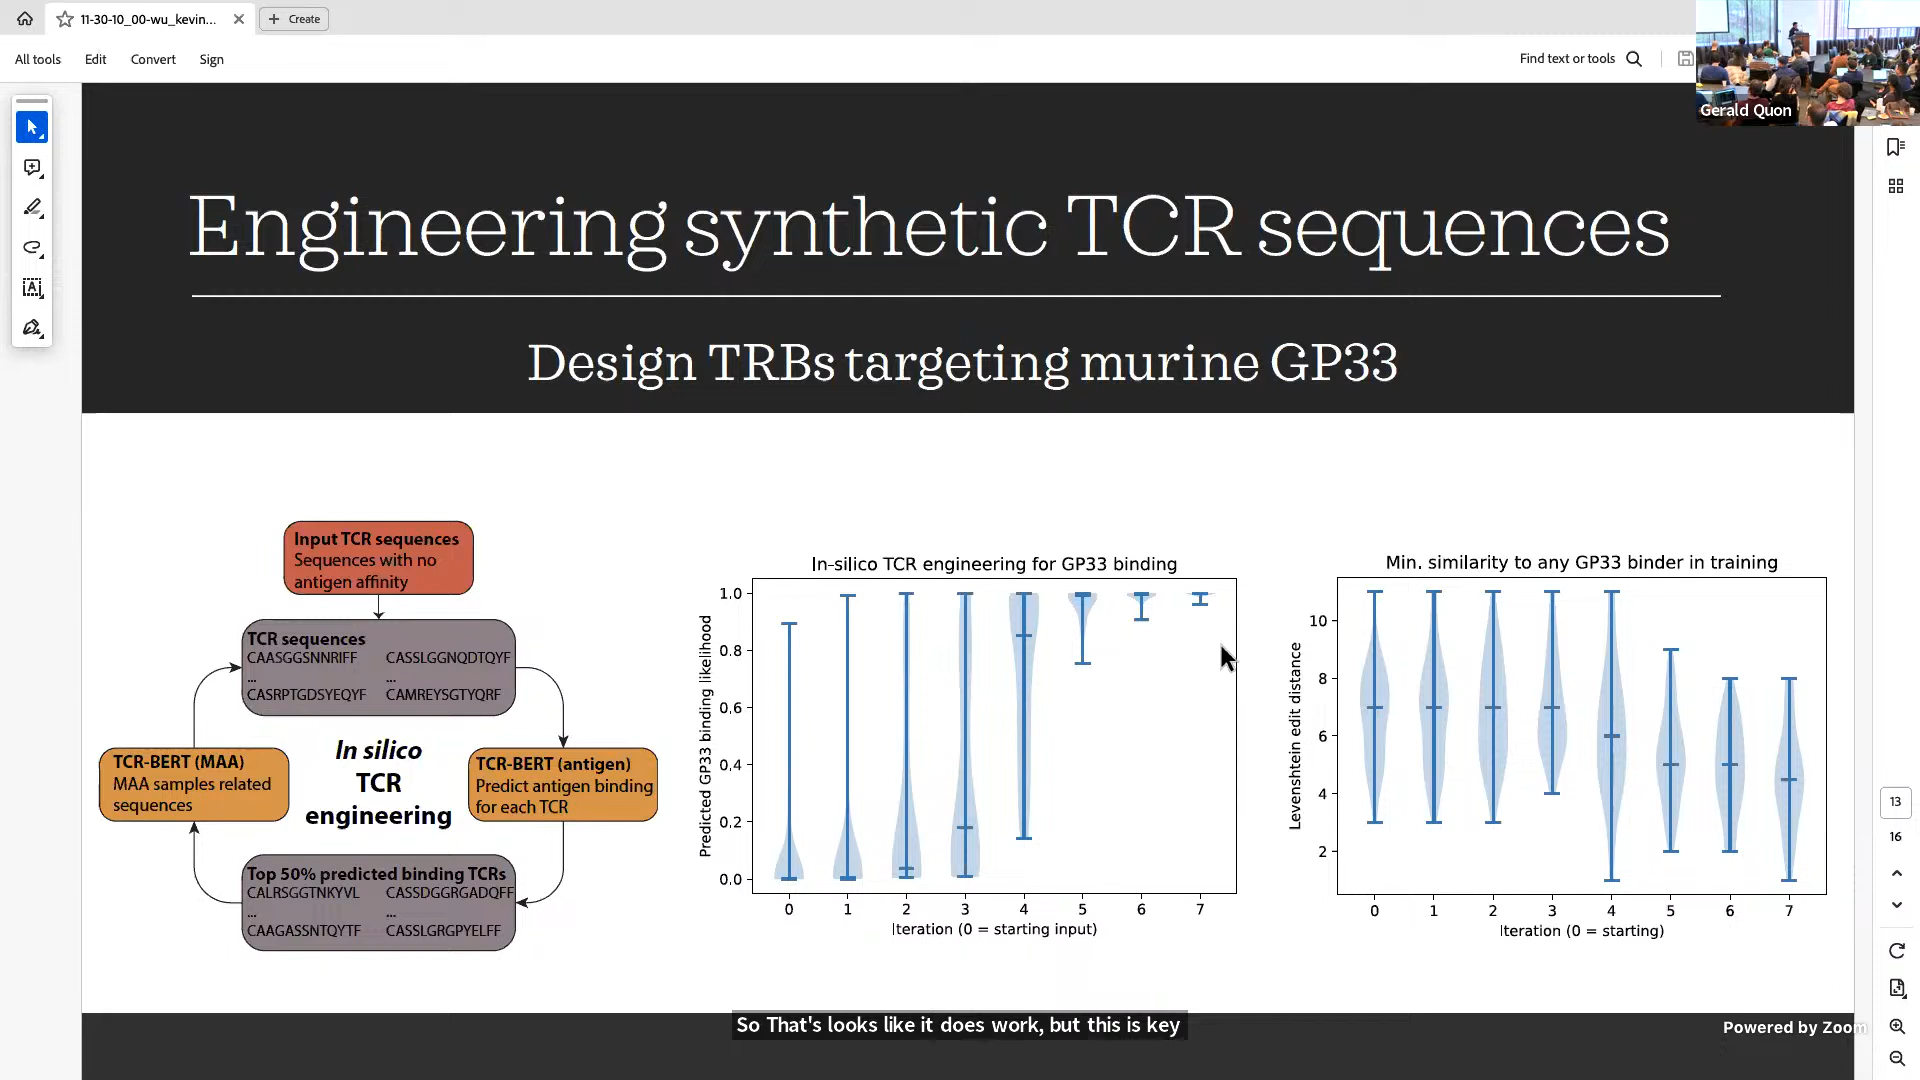 11-30-10_00-wu_kevin...
Create
All tools
Edit
Convert
Sign
Find text or tools
Gerald Quon
Engineering synthetic TCR sequences
Design TRBs targeting murine GP33
Input TCR sequences
Sequences with no
antigen affinity
TCR sequences
CAASGGSNNRIFF CASSLGGNQDTQYF
... ...
CASRPTGDSYEQYF CAMREYSGTYQRF
TCR-BERT (MAA)
MAA samples related
sequences
In silico
TCR
engineering
TCR-BERT (antigen)
Predict antigen binding
for each TCR
Top 50% predicted binding TCRs
CALRSGGTNKYVL CASSDGGRGADQFF
... ...
CAAGASSNTQYTF CASSLGRGPYELFF
In-silico TCR engineering for GP33 binding
Predicted GP33 binding likelihood
1.0
0.8
0.6
0.4
0.2
0.0
0 1 2 3 4 5 6 7
Iteration (0 = starting input)
Min. similarity to any GP33 binder in training
Levenshtein edit distance
10
8
6
4
2
0 1 2 3 4 5 6 7
Iteration (0 = starting)
13
16
So That's looks like it does work, but this is key
Powered by Zoom